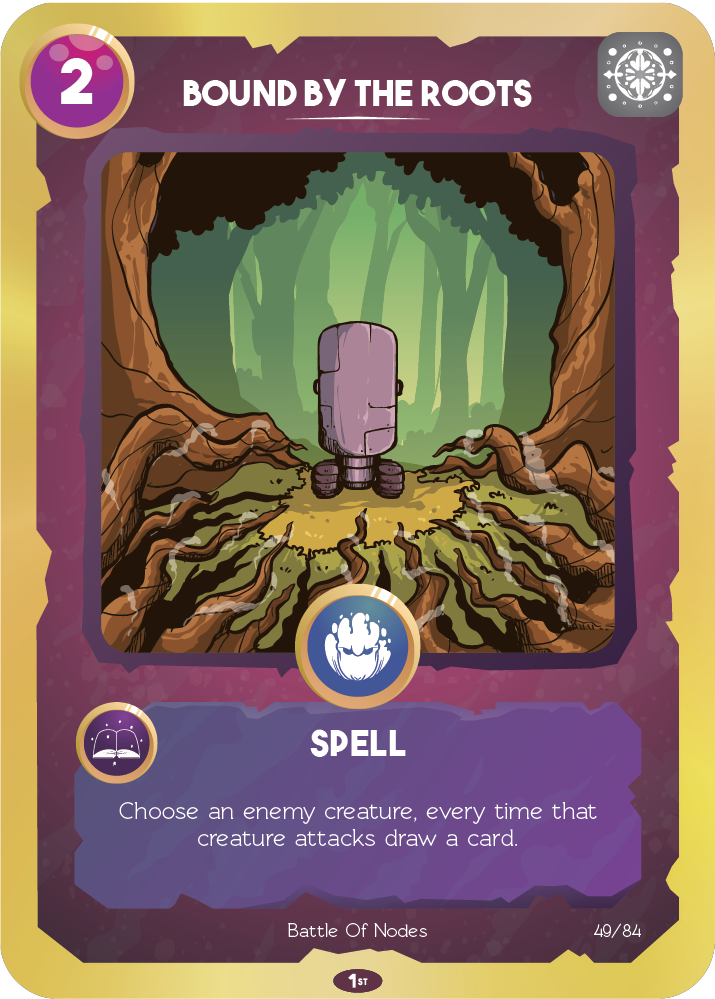 2
BOUND BY THE ROOTS
SPELL
Choose an enemy creature, every time that
creature attacks draw a card.
Battle Of Nodes
49/84
1ST